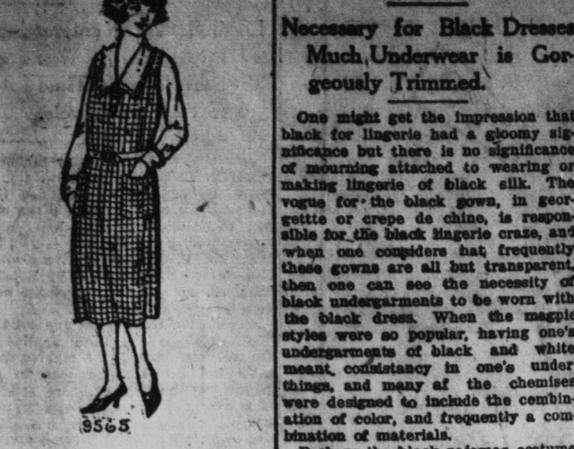 Necessary for Black Dresses
Much Underwear is Gor-
geously Trimmed.
One might get the impression that
black for lingerie had a gloomy sig-
nificance but there is no significance
of mourning attached to wearing or
making lingerie of black silk. The
vogue for the black gown, in geor-
gettte or crepe de chine, is respon-
sible for the black lingerie craze, and
when one considers hat frequently
these gowns are all but transparent,
then one can see the necessity of
black undergarments to be worn with
the black dress. When the magpie
styles were so popular, having one's
undergarments of black and white
meant consistancy in one's under
things, and many af the chemises
were designed to include the combin-
ation of color, and frequently a com-
bination of materials.
9565